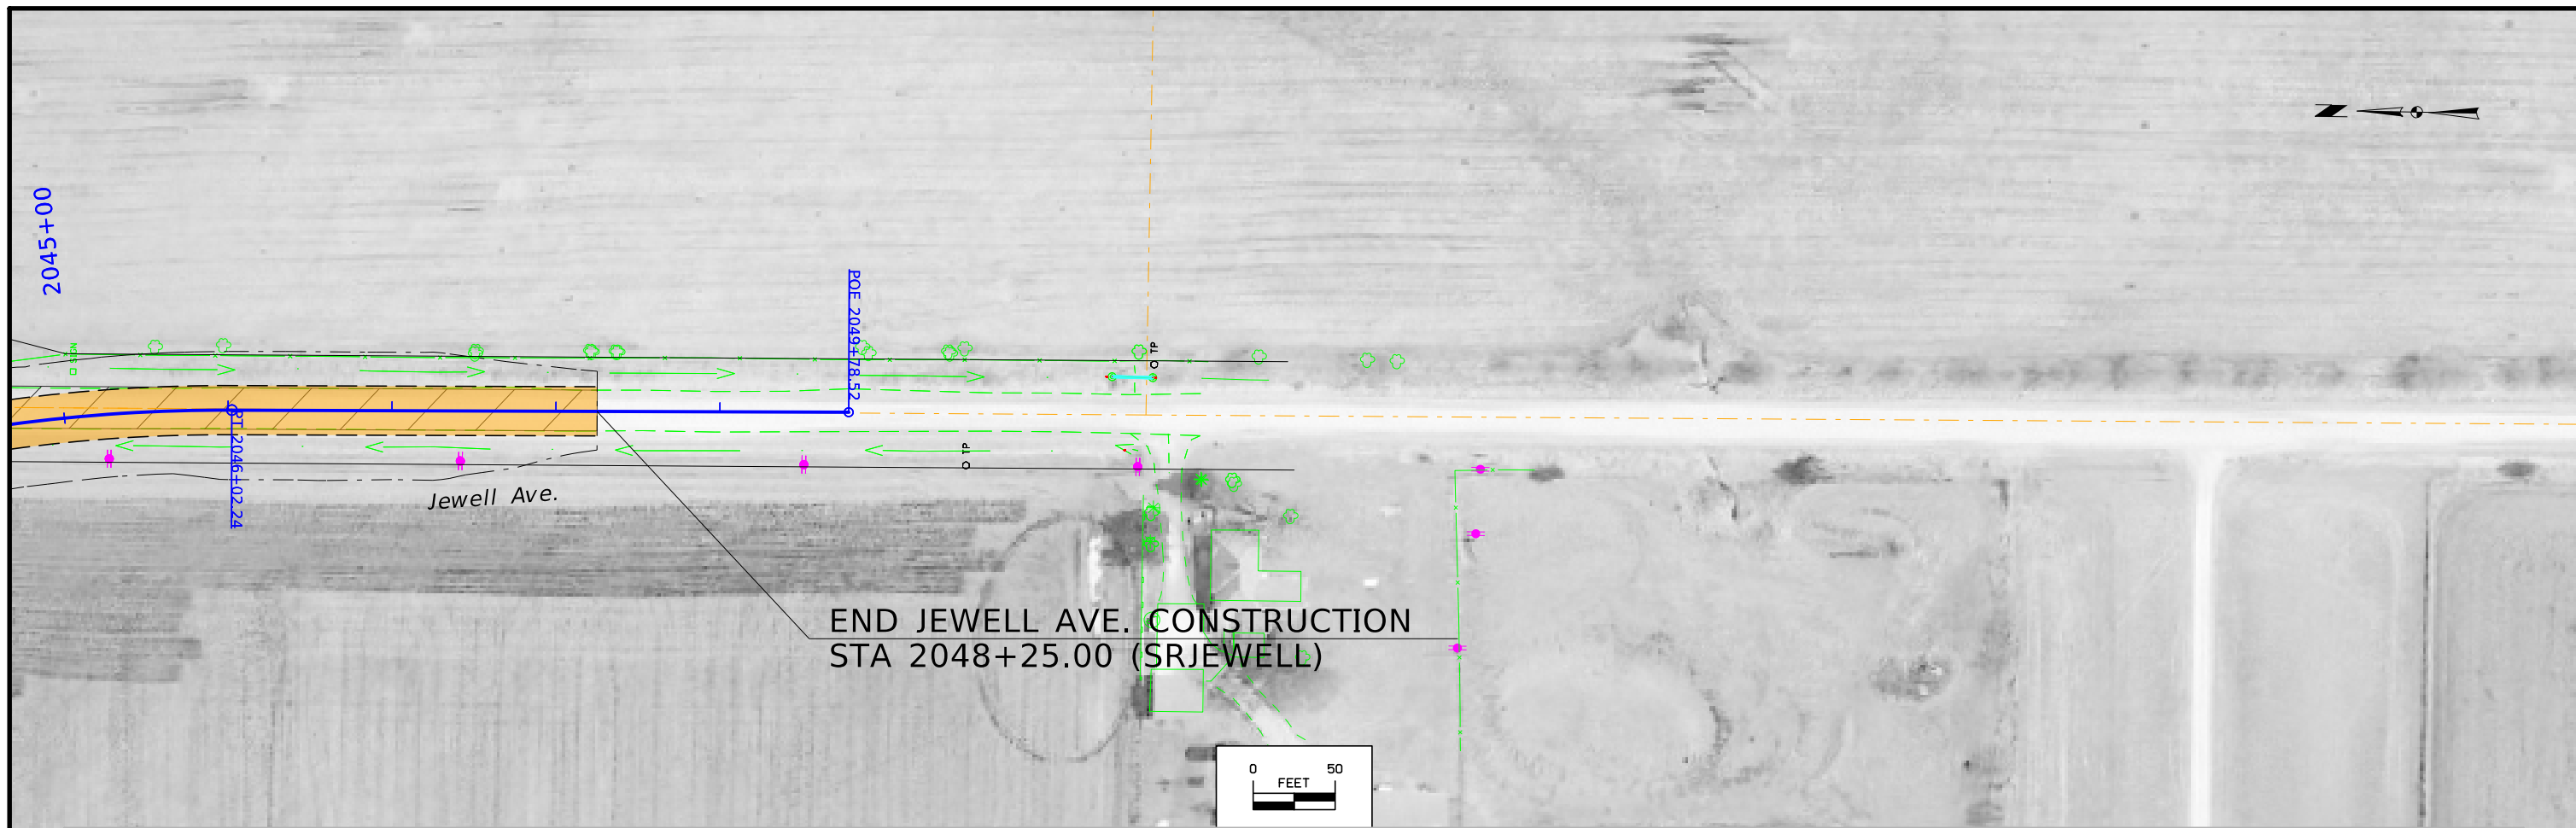 N
2045+00
POE 2049+78.52
TP
NGBS
PT 2046+02.24
TP
Jewell Ave.
END JEWELL AVE. CONSTRUCTION
STA 2048+25.00 (SRJEWELL)
0 50
FEET